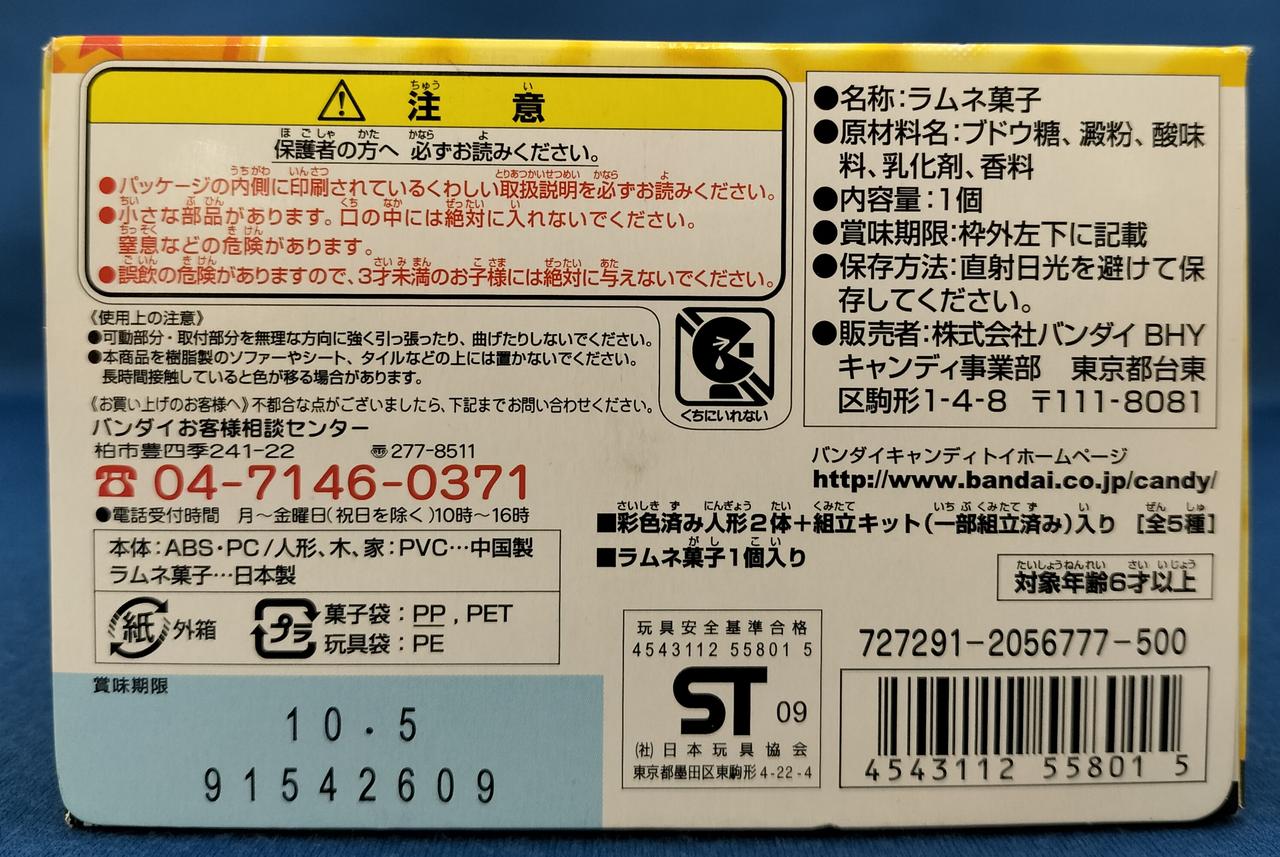 注意
保護者の方へ 必ずお読みください。
●パッケージの内側に印刷されているくわしい取扱説明を必ずお読みください。
●小さな部品があります。口の中には絶対に入れないでください。
窒息などの危険があります。
●誤飲の危険がありますので、3才未満のお子様には絶対に与えないでください。
《使用上の注意》
●可動部分・取付部分を無理な方向に強く引っ張ったり、曲げたりしないでください。
●本商品を樹脂製のソファーやシート、タイルなどの上には置かないでください。
長時間接触していると色が移る場合があります。
くちにいれない
《お買い上げのお客様へ》不都合な点がございましたら、下記までお問い合わせください。
バンダイお客様相談センター
柏市豊四季241-22 〠277-8511
☎04-7146-0371
●電話受付時間 月～金曜日(祝日を除く)10時～16時
本体：ABS・PC/人形、木、家：PVC…中国製
ラムネ菓子…日本製
紙 外箱
プラ 菓子袋：PP , PET
玩具袋：PE
賞味期限
10.5
91542609
●名称：ラムネ菓子
●原材料名：ブドウ糖、澱粉、酸味
料、乳化剤、香料
●内容量：1個
●賞味期限：枠外左下に記載
●保存方法：直射日光を避けて保
存してください。
●販売者：株式会社バンダイ BHY
キャンディ事業部 東京都台東
区駒形1-4-8 〒111-8081
バンダイキャンディトイホームページ
http://www.bandai.co.jp/candy/
■彩色済み人形2体＋組立キット(一部組立済み)入り [全5種]
■ラムネ菓子1個入り
対象年齢6才以上
玩具安全基準合格
4543112 55801 5
ST 09
(社)日本玩具協会
東京都墨田区東駒形4-22-4
727291-2056777-500
4543112 55801 5